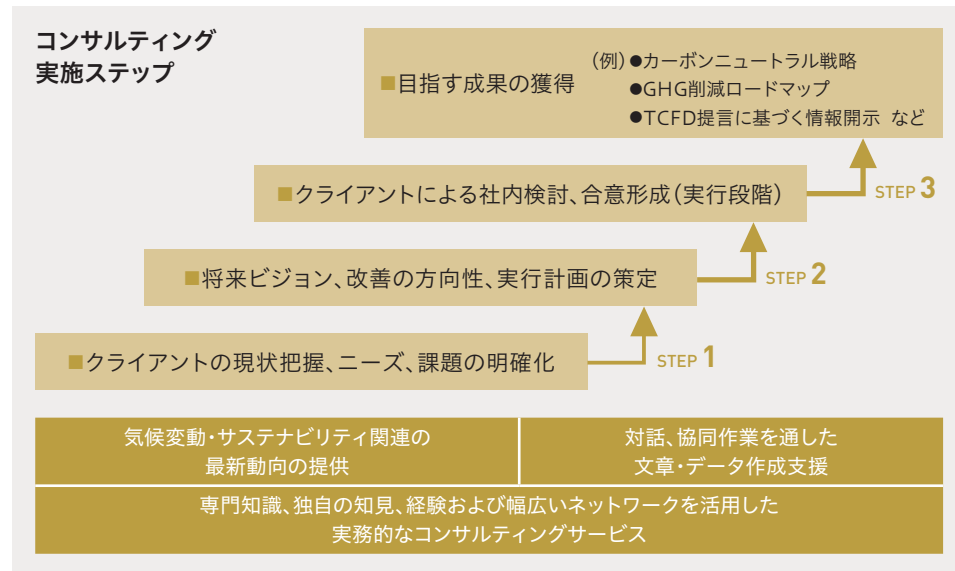 コンサルティング
実施ステップ
■目指す成果の獲得
（例）●カーボンニュートラル戦略
●GHG削減ロードマップ
●TCFD提言に基づく情報開示 など
■クライアントによる社内検討、合意形成（実行段階）
STEP 3
■将来ビジョン、改善の方向性、実行計画の策定
STEP 2
■クライアントの現状把握、ニーズ、課題の明確化
STEP 1
気候変動・サステナビリティ関連の
最新動向の提供
対話、協同作業を通した
文章・データ作成支援
専門知識、独自の知見、経験および幅広いネットワークを活用した
実務的なコンサルティングサービス